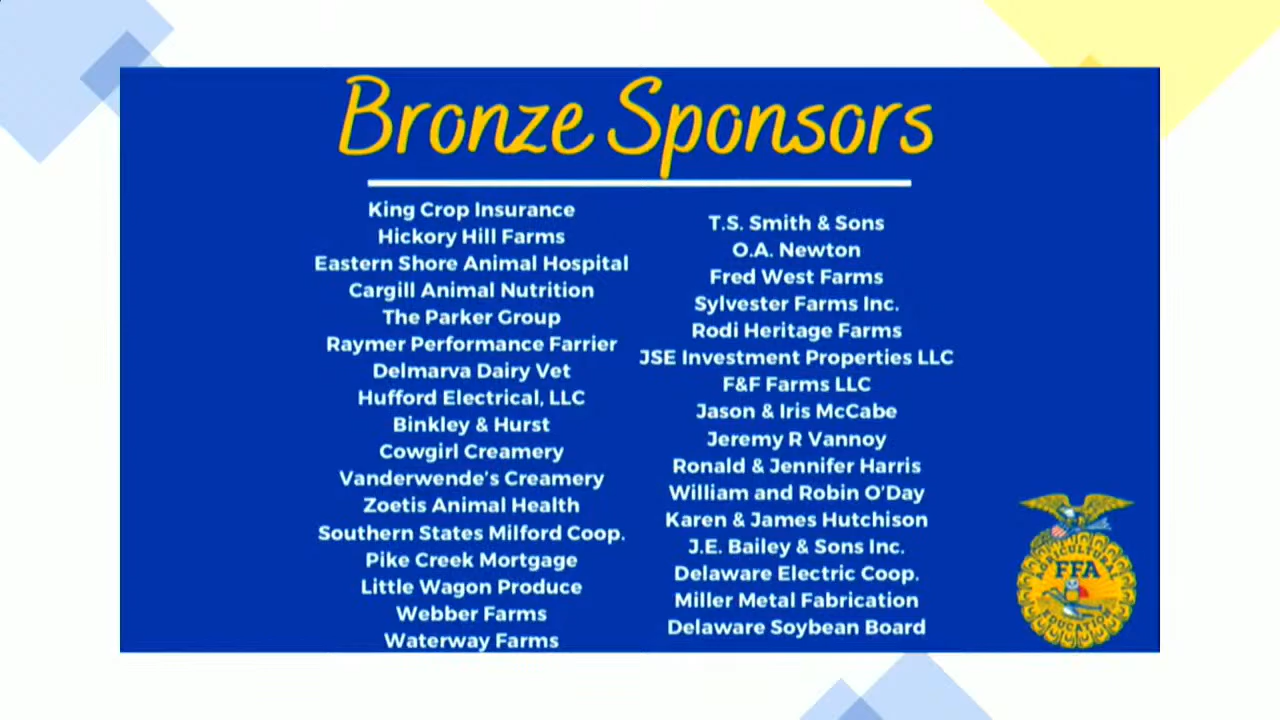 Bronze Sponsors
King Crop Insurance
Hickory Hill Farms
Eastern Shore Animal Hospital
Cargill Animal Nutrition
The Parker Group
Raymer Performance Farrier
Delmarva Dairy Vet
Hufford Electrical, LLC
Binkley & Hurst
Cowgirl Creamery
Vanderwende's Creamery
Zoetis Animal Health
Southern States Milford Coop.
Pike Creek Mortgage
Little Wagon Produce
Webber Farms
Waterway Farms
T.S. Smith & Sons
O.A. Newton
Fred West Farms
Sylvester Farms Inc.
Rodi Heritage Farms
JSE Investment Properties LLC
F&F Farms LLC
Jason & Iris McCabe
Jeremy R Vannoy
Ronald & Jennifer Harris
William and Robin O'Day
Karen & James Hutchison
J.E. Bailey & Sons Inc.
Delaware Electric Coop.
Miller Metal Fabrication
Delaware Soybean Board
AGRICULTURAL
FFA
EDUCATION